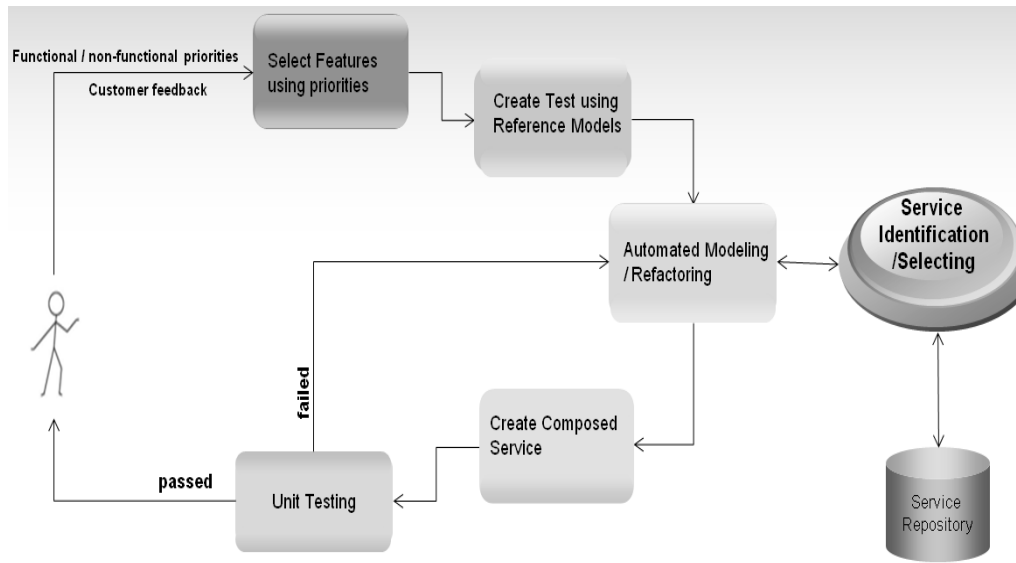 Functional / non-functional priorities
Customer feedback
Select Features
using priorities
Create Test using
Reference Models
Automated Modeling
/ Refactoring
Service
Identification
/Selecting
failed
Create Composed
Service
passed
Unit Testing
Service
Repository